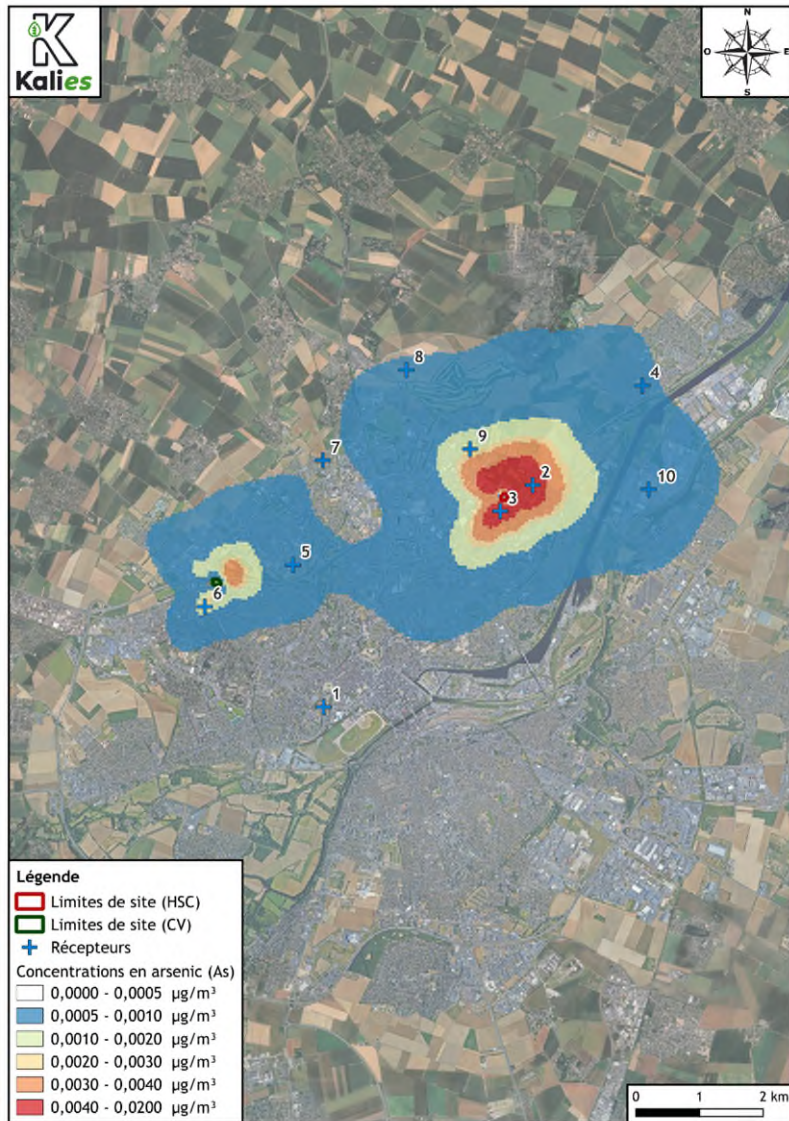 Kalies
N
O
E
S
8
4
7
9
2
10
3
5
6
1
Légende
Limites de site (HSC)
Limites de site (CV)
Récepteurs
Concentrations en arsenic (As)
0,0000 - 0,0005 µg/m³
0,0005 - 0,0010 µg/m³
0,0010 - 0,0020 µg/m³
0,0020 - 0,0030 µg/m³
0,0030 - 0,0040 µg/m³
0,0040 - 0,0200 µg/m³
0 1 2 km